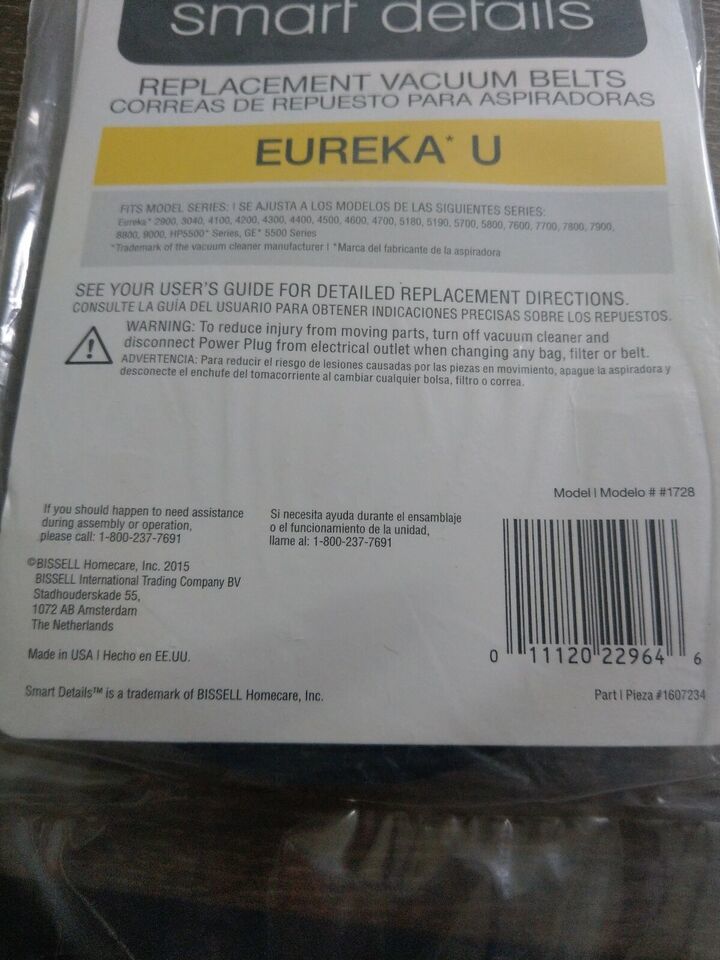 smart details
REPLACEMENT VACUUM BELTS
CORREAS DE REPUESTO PARA ASPIRADORAS
EUREKA* U
FITS MODEL SERIES: | SE AJUSTA A LOS MODELOS DE LAS SIGUIENTES SERIES:
Eureka* 2900, 3040, 4100, 4200, 4300, 4400, 4500, 4600, 4700, 5180, 5190, 5700, 5800, 7600, 7700, 7800, 7900,
8800, 9000, HP5500* Series, GE* 5500 Series
*Trademark of the vacuum cleaner manufacturer | *Marca del fabricante de la aspiradora
SEE YOUR USER'S GUIDE FOR DETAILED REPLACEMENT DIRECTIONS.
CONSULTE LA GUÍA DEL USUARIO PARA OBTENER INDICACIONES PRECISAS SOBRE LOS REPUESTOS.
WARNING: To reduce injury from moving parts, turn off vacuum cleaner and
disconnect Power Plug from electrical outlet when changing any bag, filter or belt.
ADVERTENCIA: Para reducir el riesgo de lesiones causadas por las piezas en movimiento, apague la aspiradora y
desconecte el enchufe del tomacorriente al cambiar cualquier bolsa, filtro o correa.
Model | Modelo # #1728
If you should happen to need assistance
during assembly or operation,
please call: 1-800-237-7691
Si necesita ayuda durante el ensamblaje
o el funcionamiento de la unidad,
llame al: 1-800-237-7691
©BISSELL Homecare, Inc. 2015
BISSELL International Trading Company BV
Stadhouderskade 55,
1072 AB Amsterdam
The Netherlands
Made in USA | Hecho en EE.UU.
0 11120 22964 6
Smart Details™ is a trademark of BISSELL Homecare, Inc.
Part | Pieza #1607234